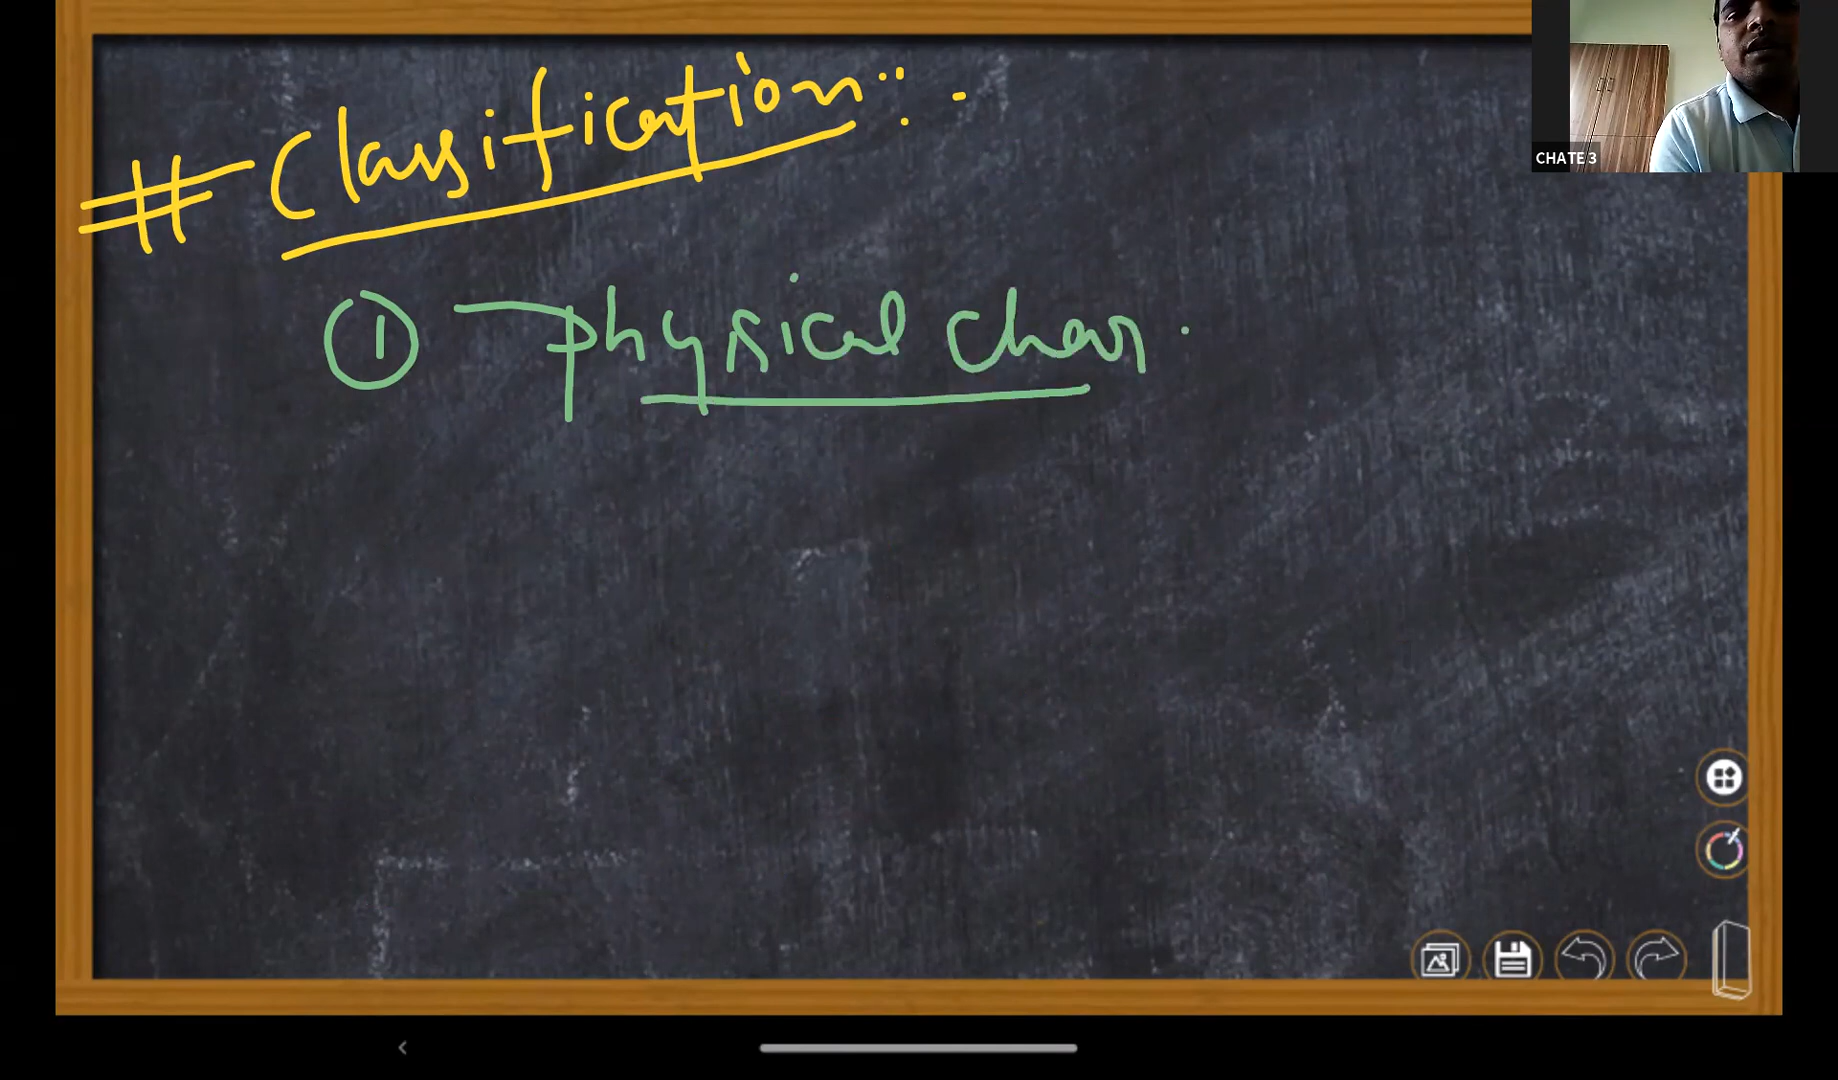 # Classification :-
CHATE 3
① physical char.